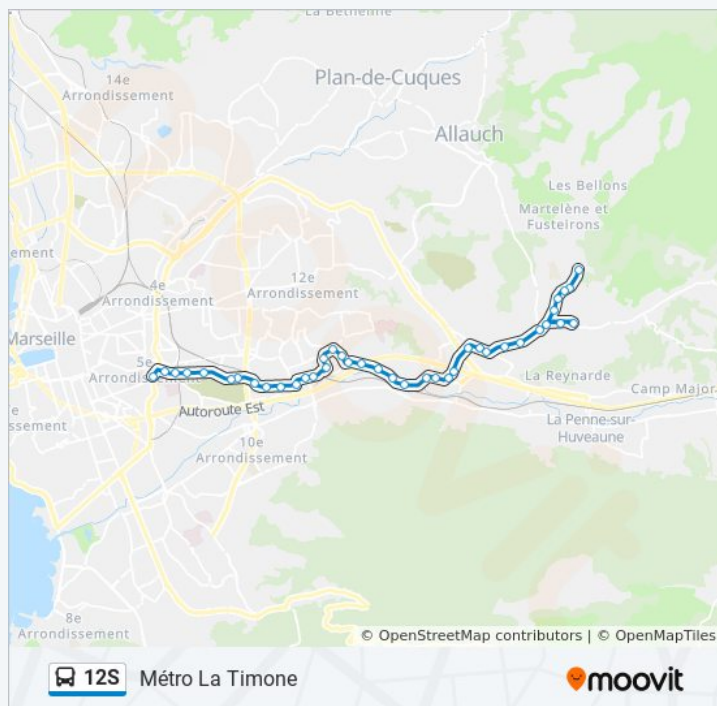 La Béthenne
14e
Arrondissement
Plan-de-Cuques
Allauch
Les Bellons
Martelène et
Fusteirons
ssement
12e
Arrondissement
4e
Arrondissement
Marseille
5e
Arrondissement
La Reynarde
Camp Major
Autoroute Est
La Penne-sur-
Huveaune
e
ondissement
10e
Arrondissement
8e
Arrondissement
© OpenStreetMap contributors | © OpenMapTiles
12S Métro La Timone
moovit